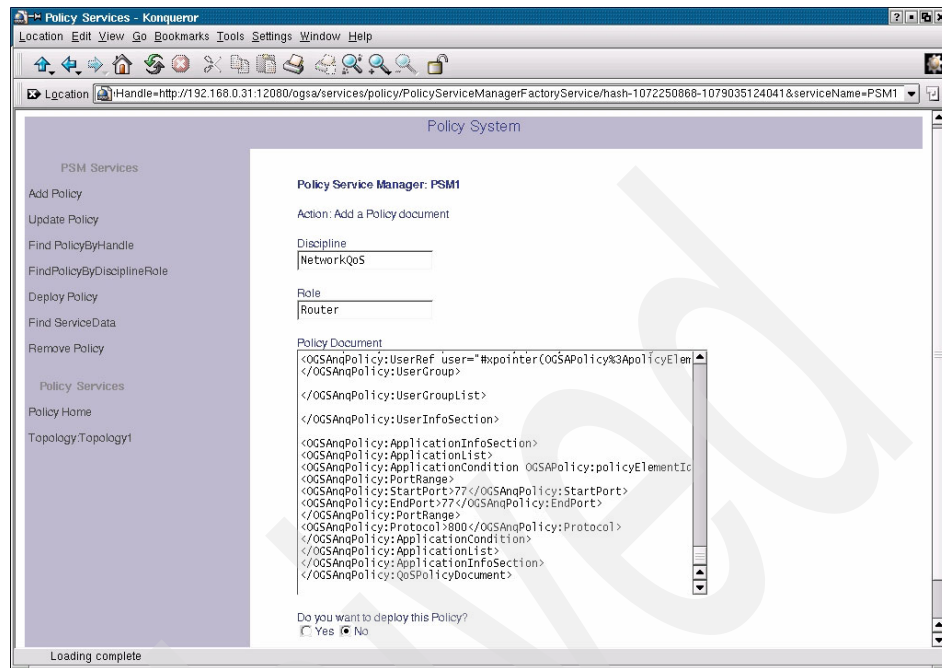 Policy Services - Konqueror
Location Edit View Go Bookmarks Tools Settings Window Help
Location Handle=http://192.168.0.31:12080/ogsa/services/policy/PolicyServiceManagerFactoryService/hash-1072250868-1079035124041&serviceName=PSM1
Policy System
PSM Services
Add Policy
Update Policy
Find PolicyByHandle
FindPolicyByDisciplineRole
Deploy Policy
Find ServiceData
Remove Policy
Policy Services
Policy Home
Topology:Topology1
Policy Service Manager: PSM1
Action: Add a Policy document
Discipline
NetworkQoS
Role
Router
Policy Document
<OGSAnqPolicy:UserRef user="#xpointer(OGSAPolicy%3ApolicyElem
</OGSAnqPolicy:UserGroup>
</OGSAnqPolicy:UserGroupList>
</OGSAnqPolicy:UserInfoSection>
<OGSAnqPolicy:ApplicationInfoSection>
<OGSAnqPolicy:ApplicationList>
<OGSAnqPolicy:ApplicationCondition OGSAPolicy:policyElementId
<OGSAnqPolicy:PortRange>
<OGSAnqPolicy:StartPort>77</OGSAnqPolicy:StartPort>
<OGSAnqPolicy:EndPort>77</OGSAnqPolicy:EndPort>
</OGSAnqPolicy:PortRange>
<OGSAnqPolicy:Protocol>800</OGSAnqPolicy:Protocol>
</OGSAnqPolicy:ApplicationCondition>
</OGSAnqPolicy:ApplicationList>
</OGSAnqPolicy:ApplicationInfoSection>
</OGSAnqPolicy:QoSPolicyDocument>
Do you want to deploy this Policy?
Yes No
Loading complete